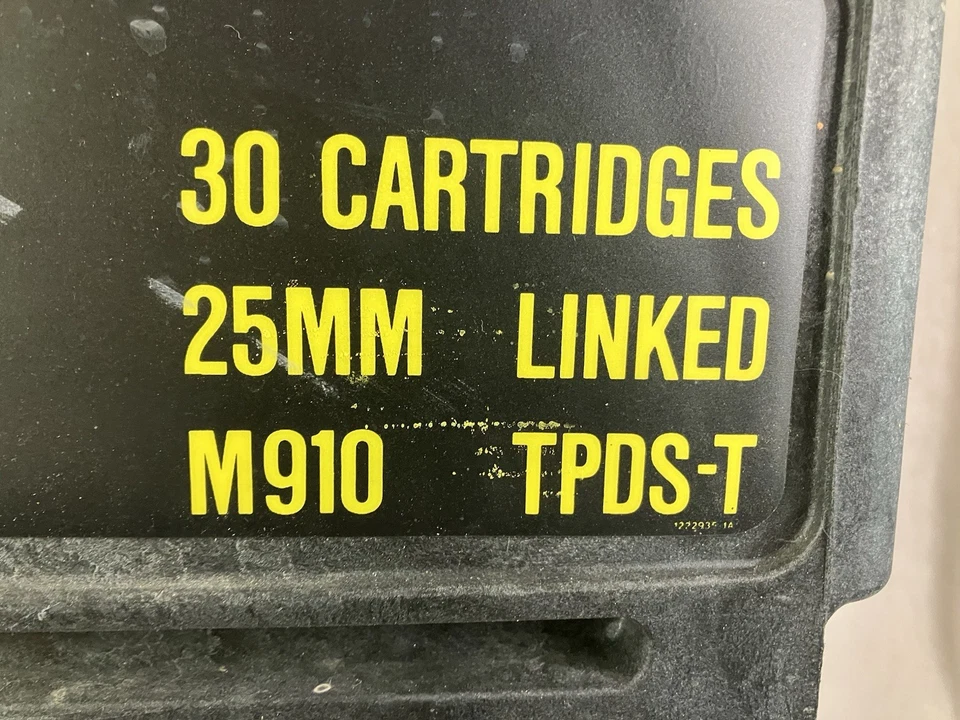 30 CARTRIDGES
25MM LINKED
M910 TPDS-T